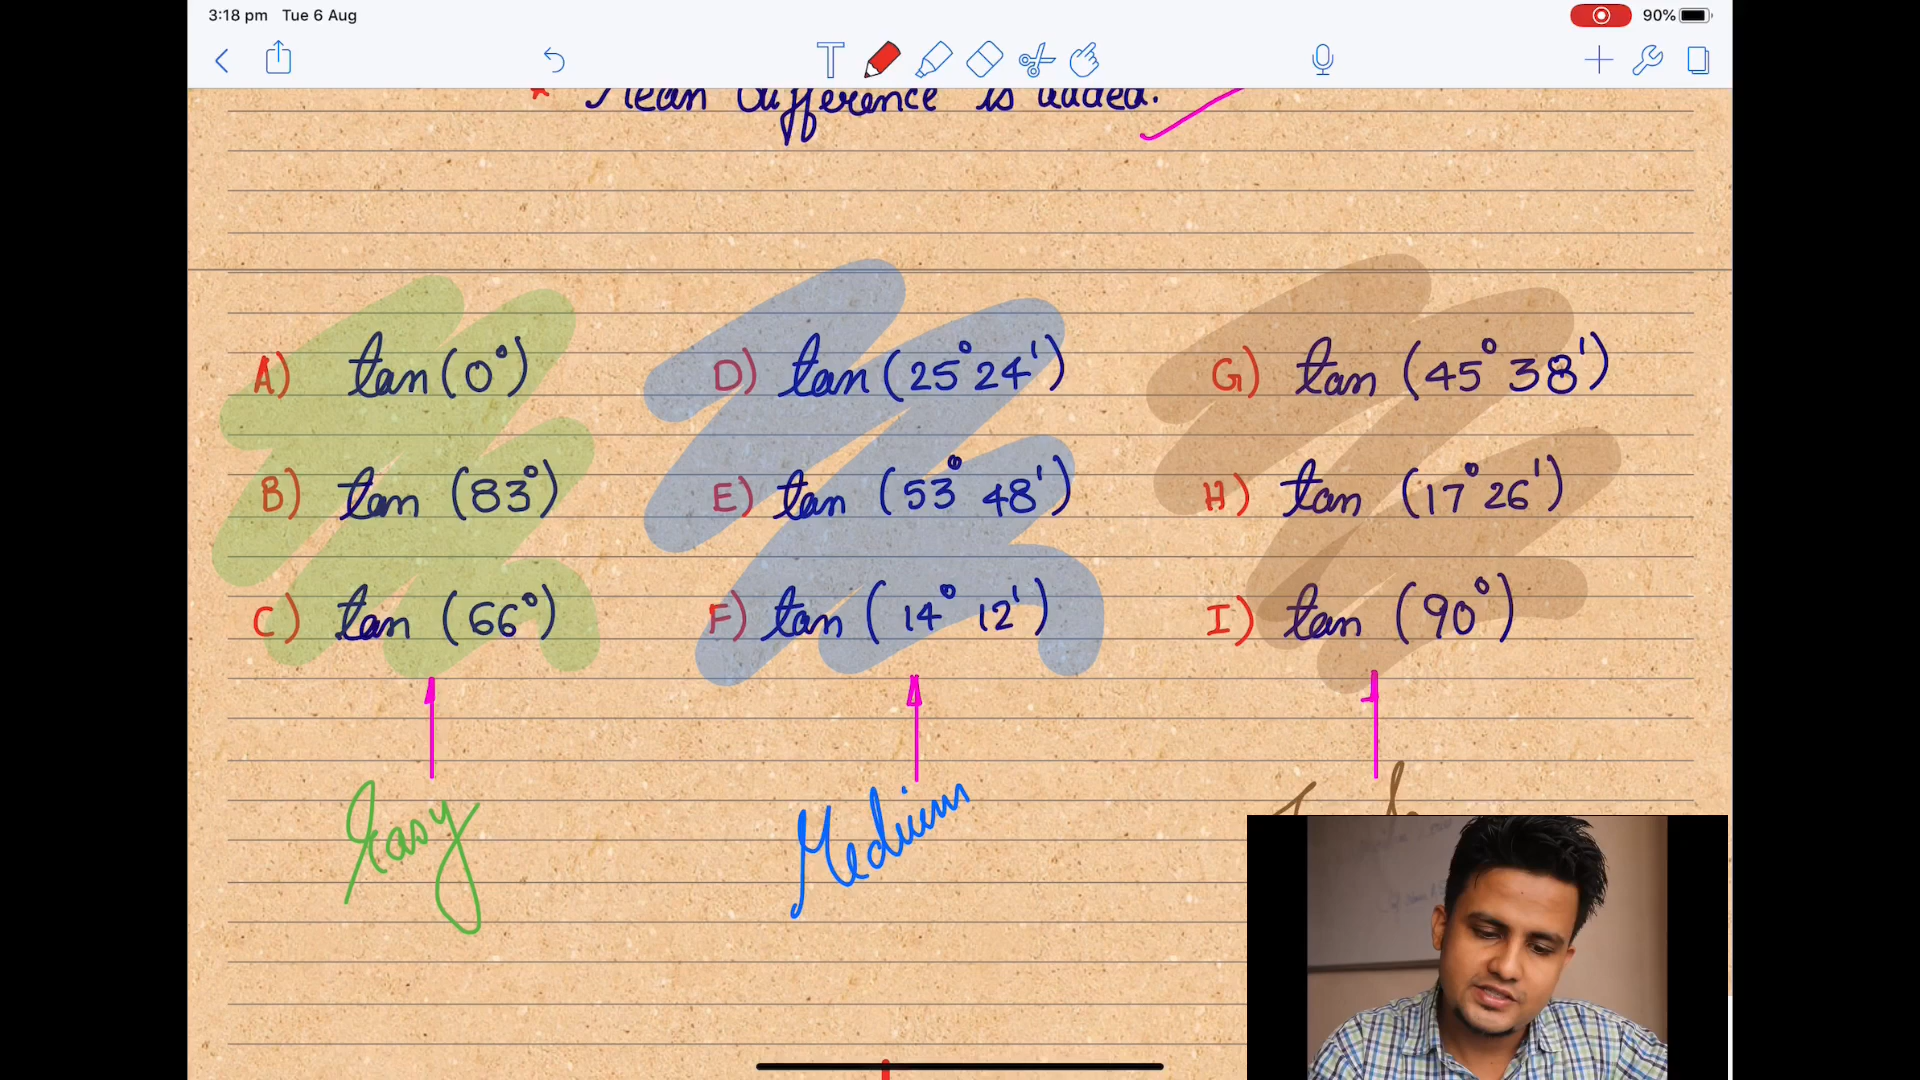 3:18 pm Tue 6 Aug 90%
* Mean Difference is added.
A) tan (0°) D) tan (25°24') G) tan (45°38')
B) tan (83°) E) tan (53°48') H) tan (17°26')
C) tan (66°) F) tan (14°12') I) tan (90°)
Easy Medium